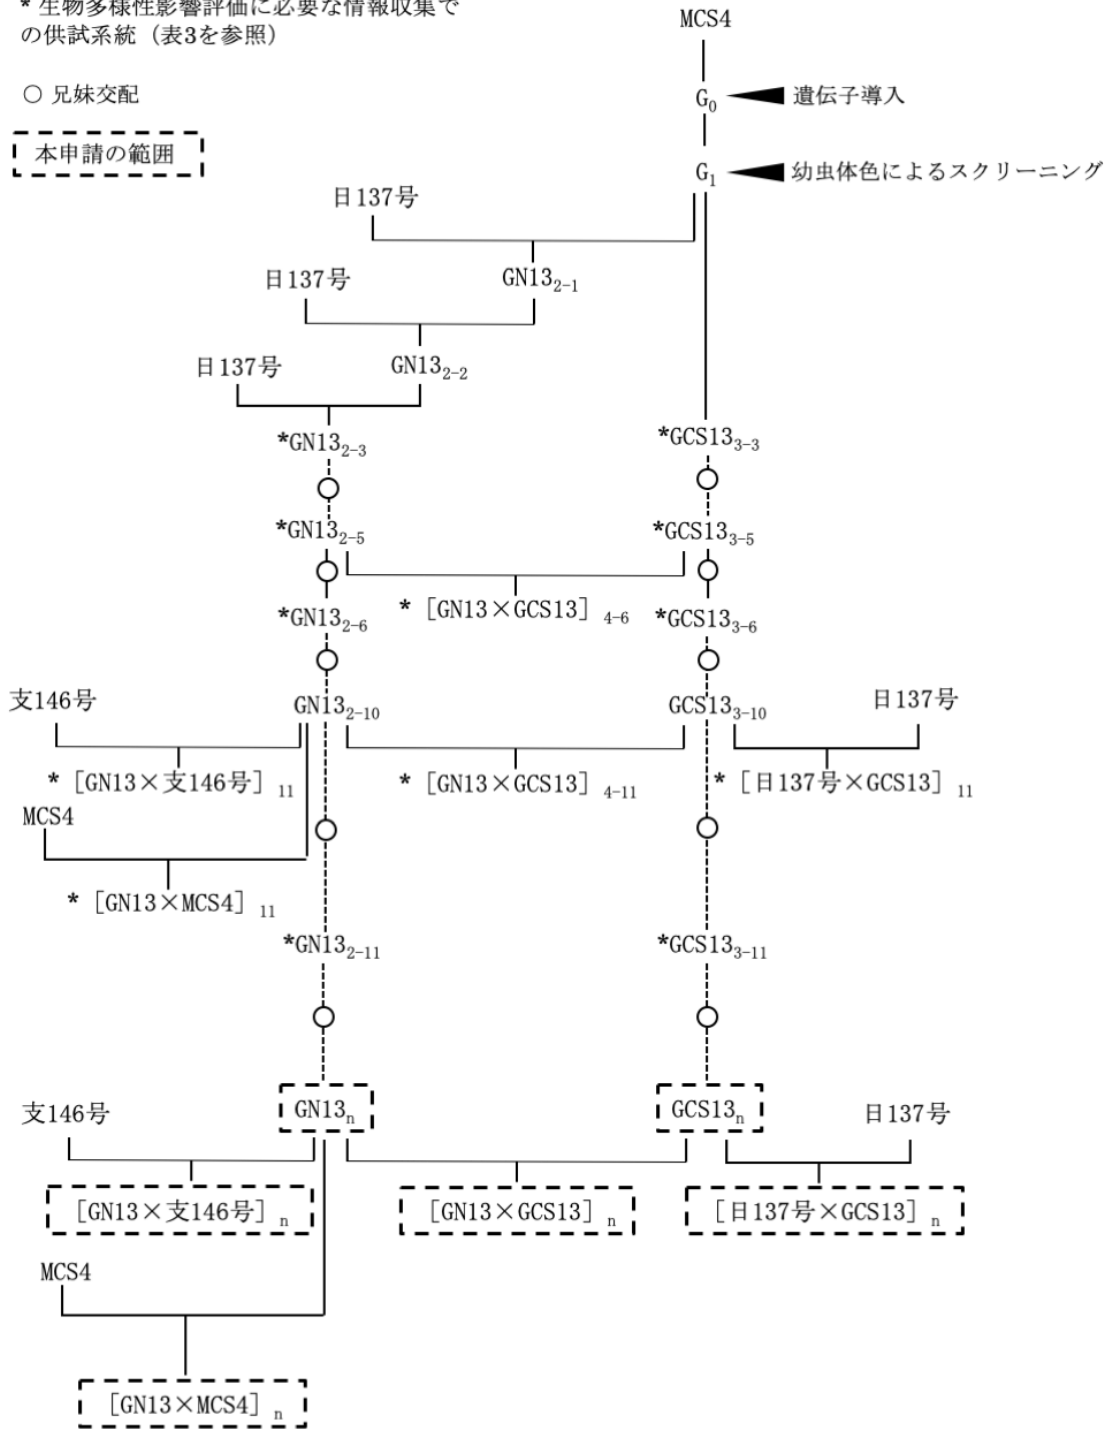 * 生物多様性影響評価に必要な情報収集で
の供試系統（表3を参照）
○ 兄妹交配
本申請の範囲
MCS4
G0
遺伝子導入
G1
幼虫体色によるスクリーニング
日137号
日137号
GN132-1
日137号
GN132-2
*GN132-3
*GCS133-3
*GN132-5
*GCS133-5
*［GN13×GCS13］4-6
*GN132-6
*GCS133-6
支146号
GN132-10
GCS133-10
日137号
*［GN13×支146号］11
*［GN13×GCS13］4-11
*［日137号×GCS13］11
MCS4
*［GN13×MCS4］11
*GN132-11
*GCS133-11
支146号
GN13n
GCS13n
日137号
［GN13×支146号］n
［GN13×GCS13］n
［日137号×GCS13］n
MCS4
［GN13×MCS4］n